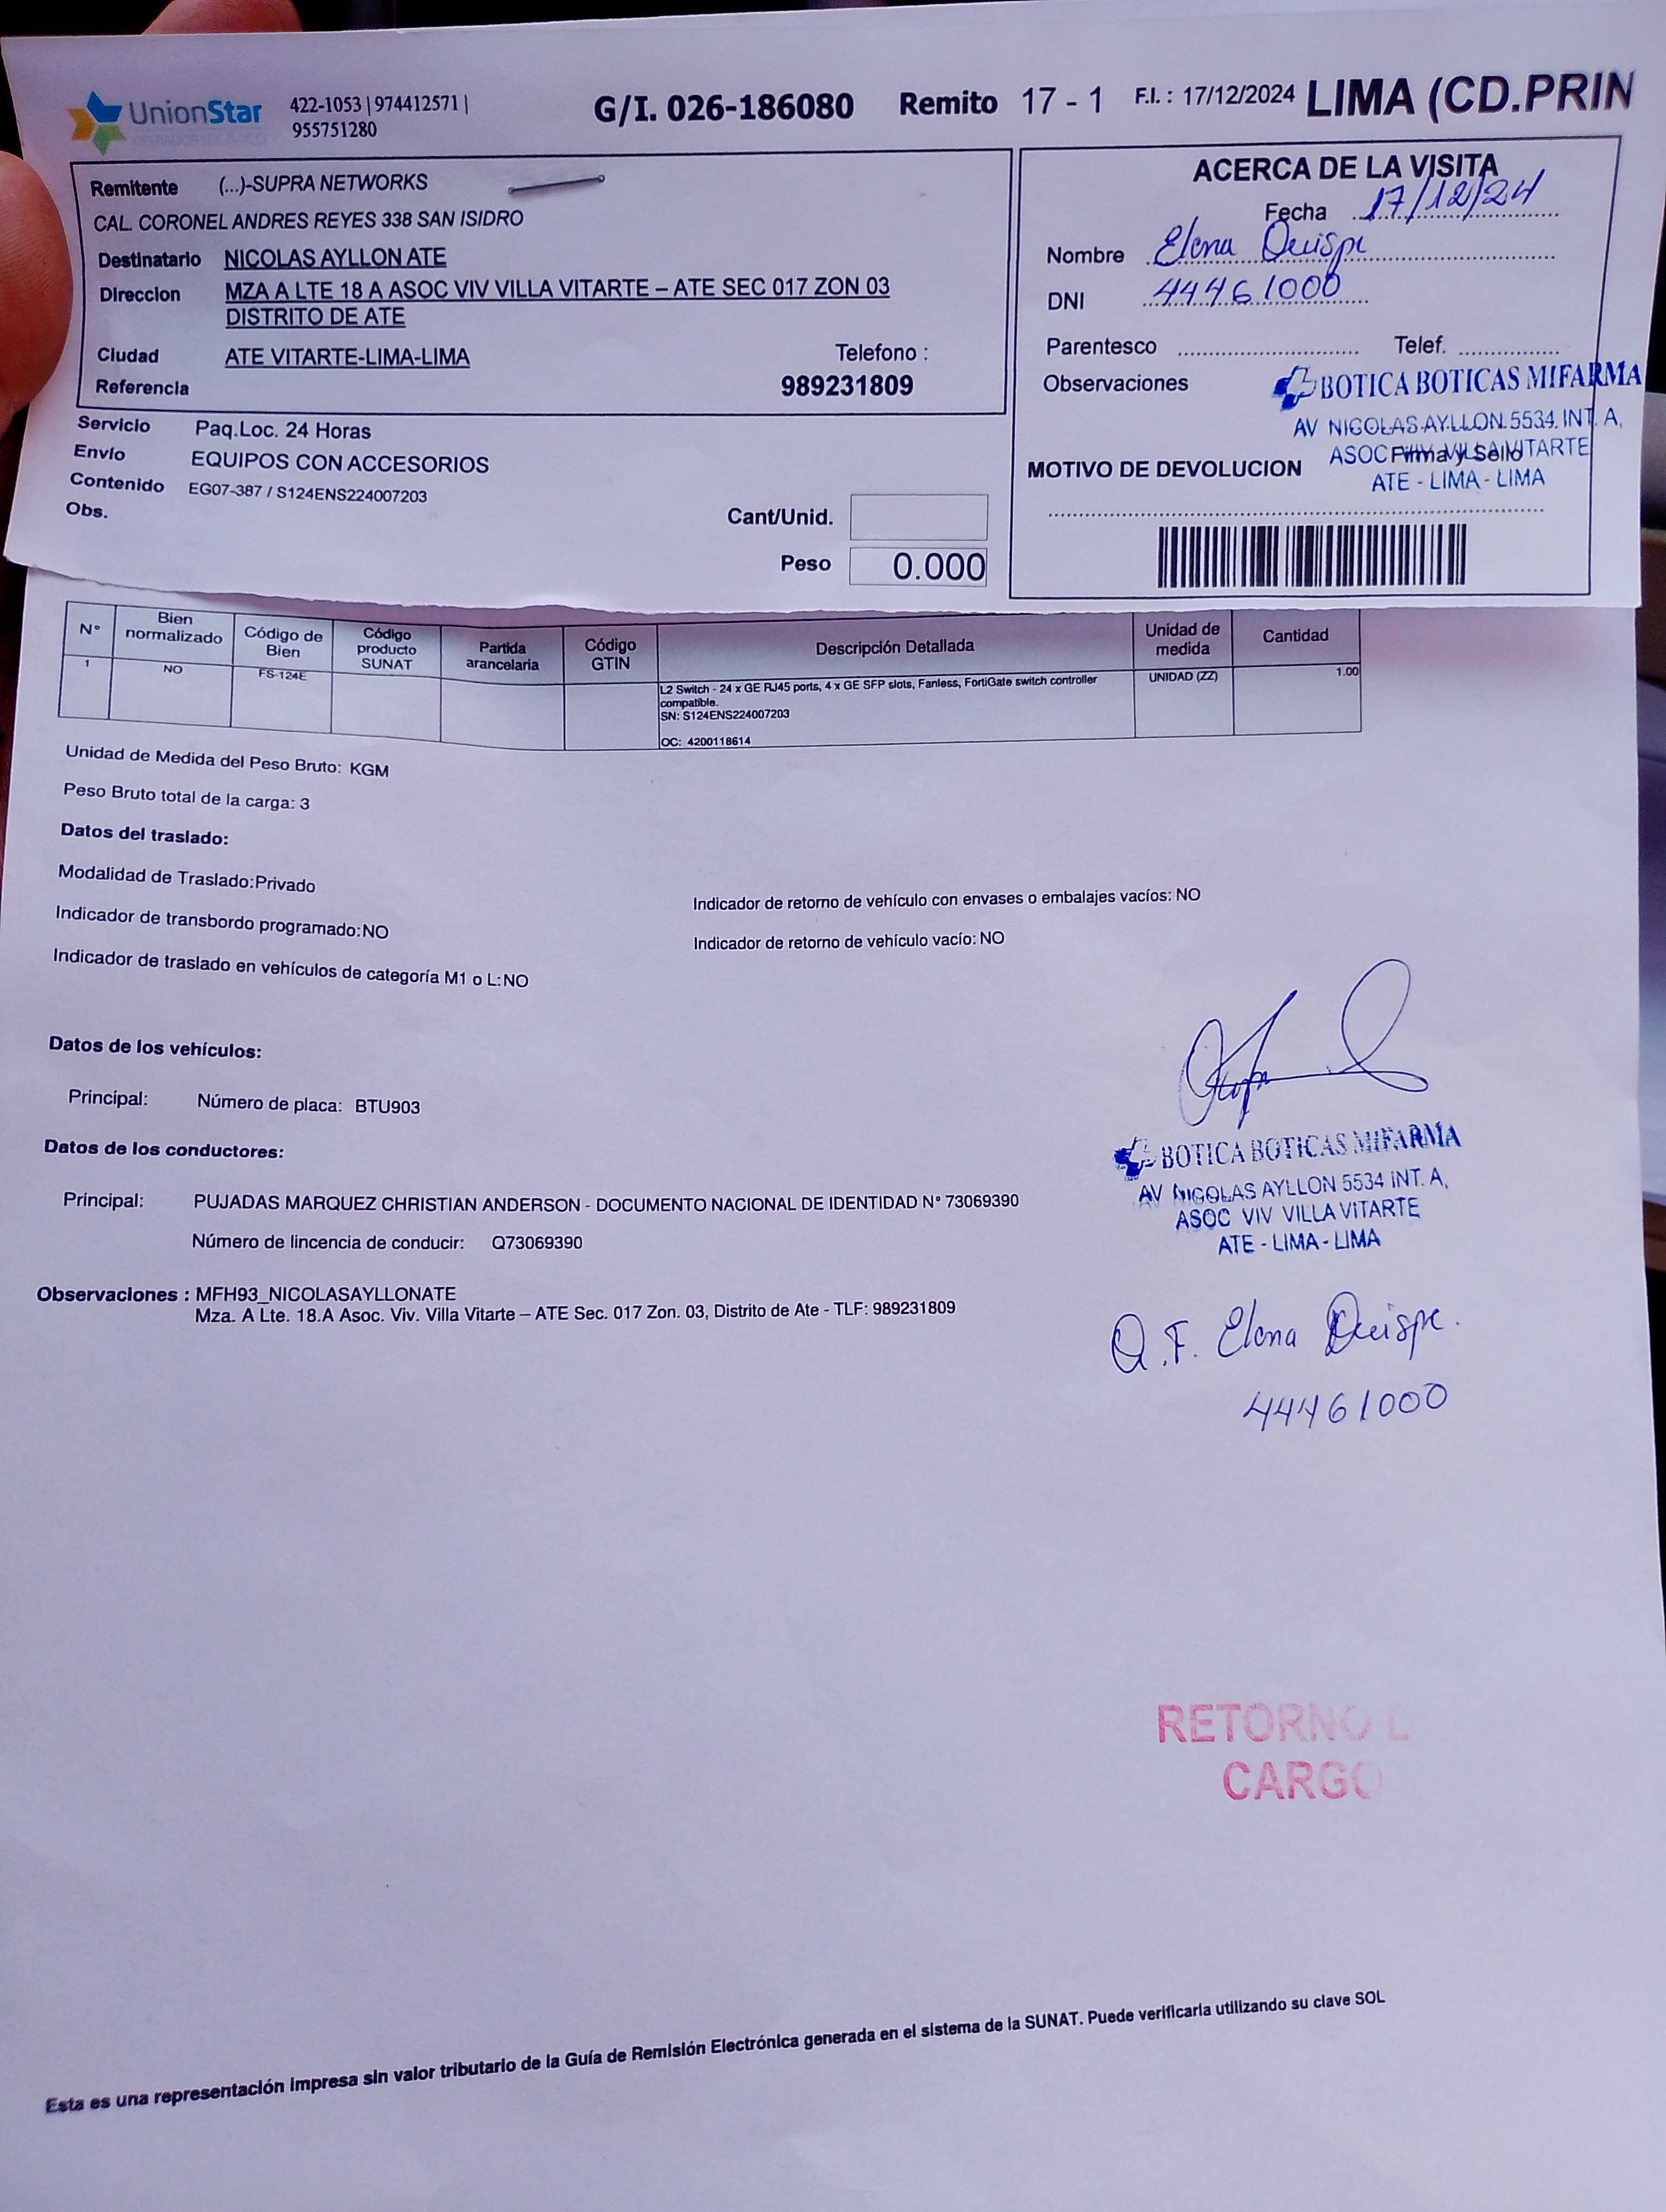 UnionStar
422-1053 | 974412571 |
955751280
G/I. 026-186080 Remito 17 - 1 F.I. : 17/12/2024 LIMA (CD.PRIN
Remitente (...)-SUPRA NETWORKS
CAL. CORONEL ANDRES REYES 338 SAN ISIDRO
Destinatario NICOLAS AYLLON ATE
Direccion MZA A LTE 18 A ASOC VIV VILLA VITARTE – ATE SEC 017 ZON 03
DISTRITO DE ATE
Ciudad ATE VITARTE-LIMA-LIMA
Telefono :
Referencia 989231809
Servicio Paq.Loc. 24 Horas
Envío EQUIPOS CON ACCESORIOS
Contenido EG07-387 / S124ENS224007203
Obs.
Cant/Unid.
Peso 0.000
ACERCA DE LA VISITA
Fecha 17/12/24
Nombre Elena Quispe
DNI 44461000
Parentesco Telef.
Observaciones
BOTICA BOTICAS MIFARMA
AV NICOLAS AYLLON 5534 INT. A,
ASOC VIV VILLA VITARTE
Firma y Sello
ATE - LIMA - LIMA
MOTIVO DE DEVOLUCION
N° Bien normalizado Código de Bien Código producto SUNAT Partida arancelaria Código GTIN Descripción Detallada Unidad de medida Cantidad
1 NO FS-124E L2 Switch - 24 x GE RJ45 ports, 4 x GE SFP slots, Fanless, FortiGate switch controller UNIDAD (ZZ) 1.00
compatible.
SN: S124ENS224007203
OC: 4200118614
Unidad de Medida del Peso Bruto: KGM
Peso Bruto total de la carga: 3
Datos del traslado:
Modalidad de Traslado:Privado
Indicador de retorno de vehículo con envases o embalajes vacíos: NO
Indicador de transbordo programado:NO
Indicador de retorno de vehículo vacío: NO
Indicador de traslado en vehículos de categoría M1 o L:NO
Datos de los vehículos:
Principal: Número de placa: BTU903
Datos de los conductores:
Principal: PUJADAS MARQUEZ CHRISTIAN ANDERSON - DOCUMENTO NACIONAL DE IDENTIDAD N° 73069390
Número de lincencia de conducir: Q73069390
Observaciones : MFH93_NICOLASAYLLONATE
Mza. A Lte. 18.A Asoc. Viv. Villa Vitarte – ATE Sec. 017 Zon. 03, Distrito de Ate - TLF: 989231809
BOTICA BOTICAS MIFARMA
AV NICOLAS AYLLON 5534 INT. A,
ASOC VIV VILLA VITARTE
ATE - LIMA - LIMA
Q.F. Elena Quispe.
44461000
RETORNO
CARGO
Esta es una representación impresa sin valor tributario de la Guía de Remisión Electrónica generada en el sistema de la SUNAT. Puede verificarla utilizando su clave SOL